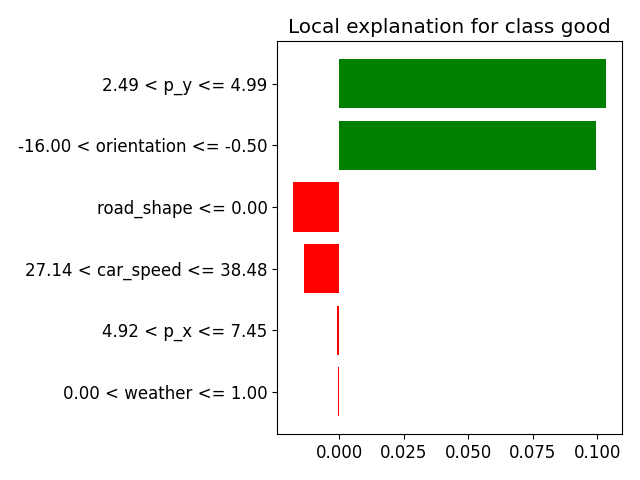 Local explanation for class good
2.49 < p_y <= 4.99
-16.00 < orientation <= -0.50
road_shape <= 0.00
27.14 < car_speed <= 38.48
4.92 < p_x <= 7.45
0.00 < weather <= 1.00
0.000 0.025 0.050 0.075 0.100